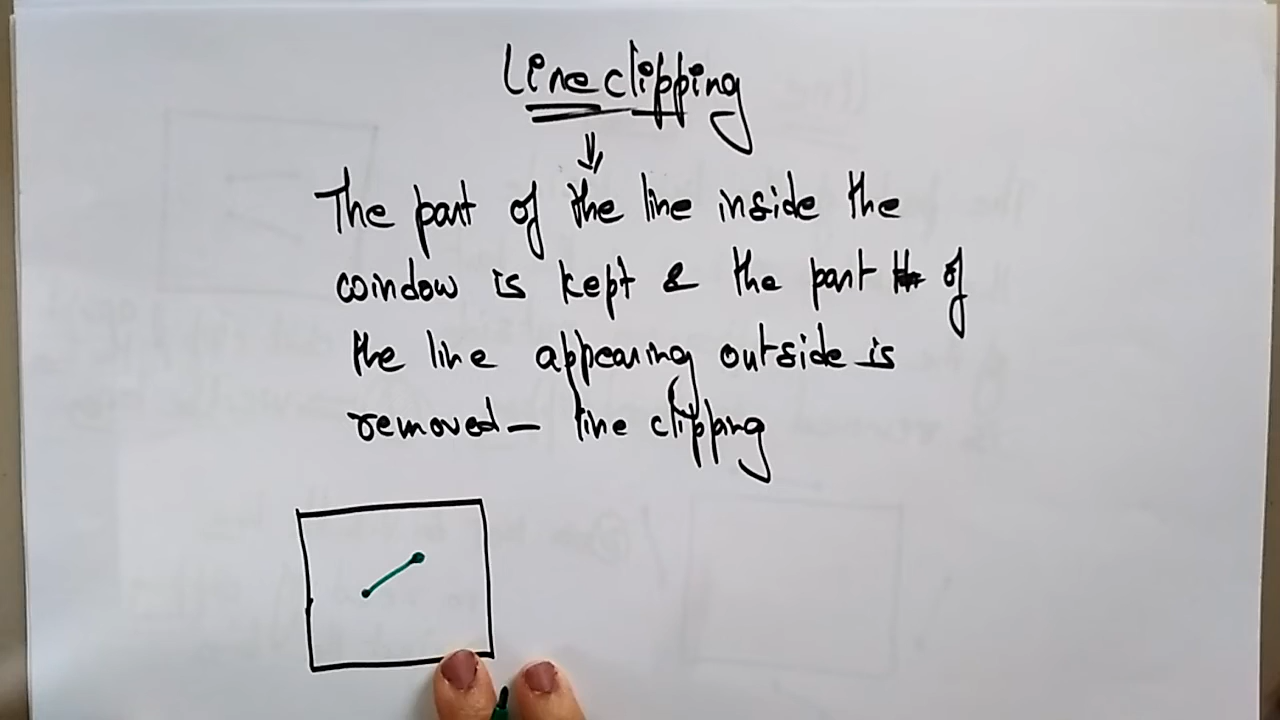 Line clipping
The part of the line inside the
window is kept & the part of
the line appearing outside is
removed - line clipping